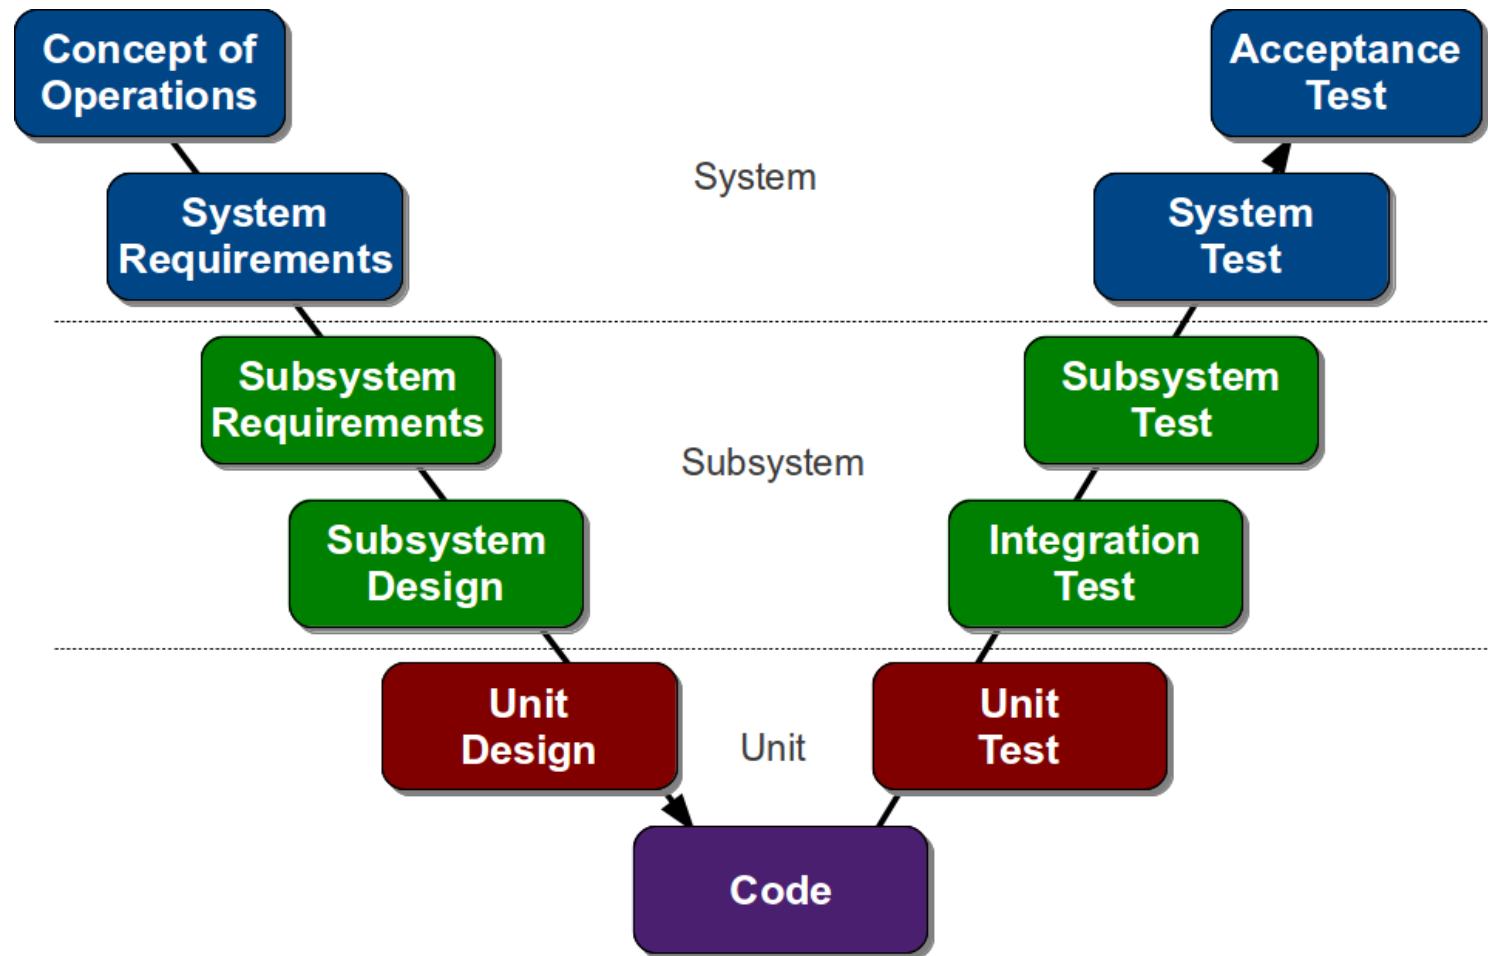 Concept of
Operations
Acceptance
Test
System
System
Requirements
System
Test
Subsystem
Requirements
Subsystem
Test
Subsystem
Subsystem
Design
Integration
Test
Unit
Design
Unit
Unit
Test
Code